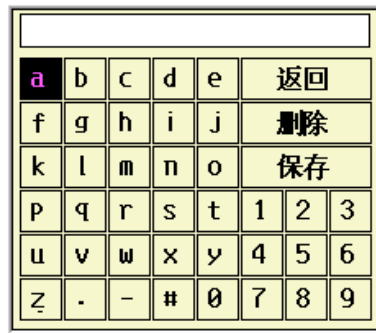 a b c d e 返回
f g h i j 删除
k l m n o 保存
p q r s t 1 2 3
u v w x y 4 5 6
z . - # 0 7 8 9